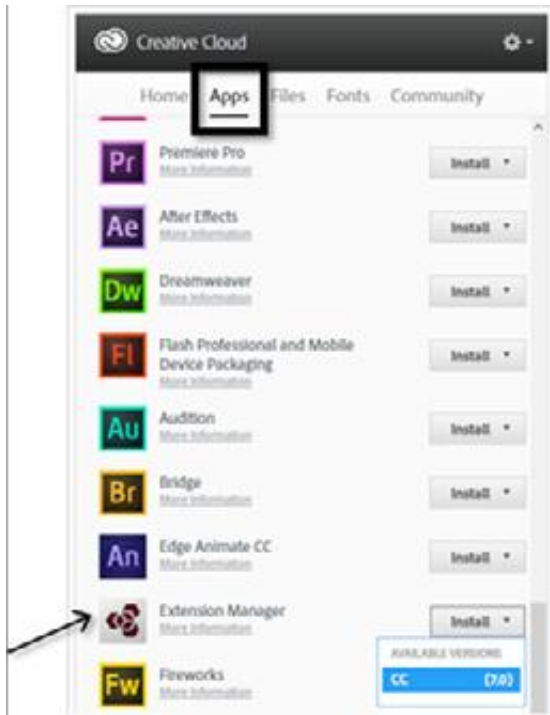 Creative Cloud
Home Apps Files Fonts Community
Pr Premiere Pro
More Information
Install
Ae After Effects
More Information
Install
Dw Dreamweaver
More Information
Install
Fl Flash Professional and Mobile
Device Packaging
More Information
Install
Au Audition
More Information
Install
Br Bridge
More Information
Install
An Edge Animate CC
More Information
Install
Extension Manager
More Information
Install
AVAILABLE VERSIONS
CC (7.0)
Fw Fireworks
More Information